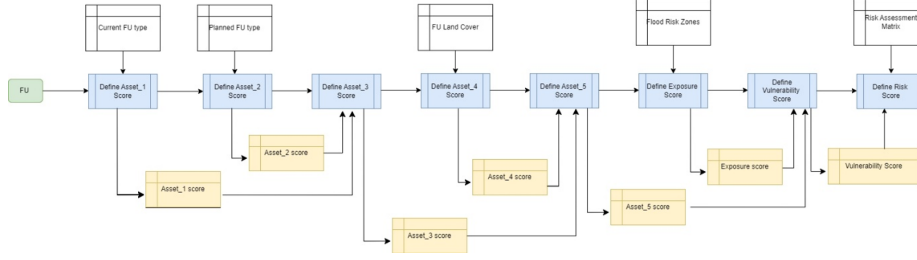 Current FU type
Planned FU type
FU Land Cover
Flood Risk Zones
Risk Assessment
Matrix
FU
Define Asset_1
Score
Define Asset_2
Score
Define Asset_3
Score
Define Asset_4
Score
Define Asset_5
Score
Define Exposure
Score
Define
Vulnerability
Score
Define Risk
Score
Asset_2 score
Asset_1 score
Asset_4 score
Asset_3 score
Exposure score
Asset_5 score
Vulnerability Score